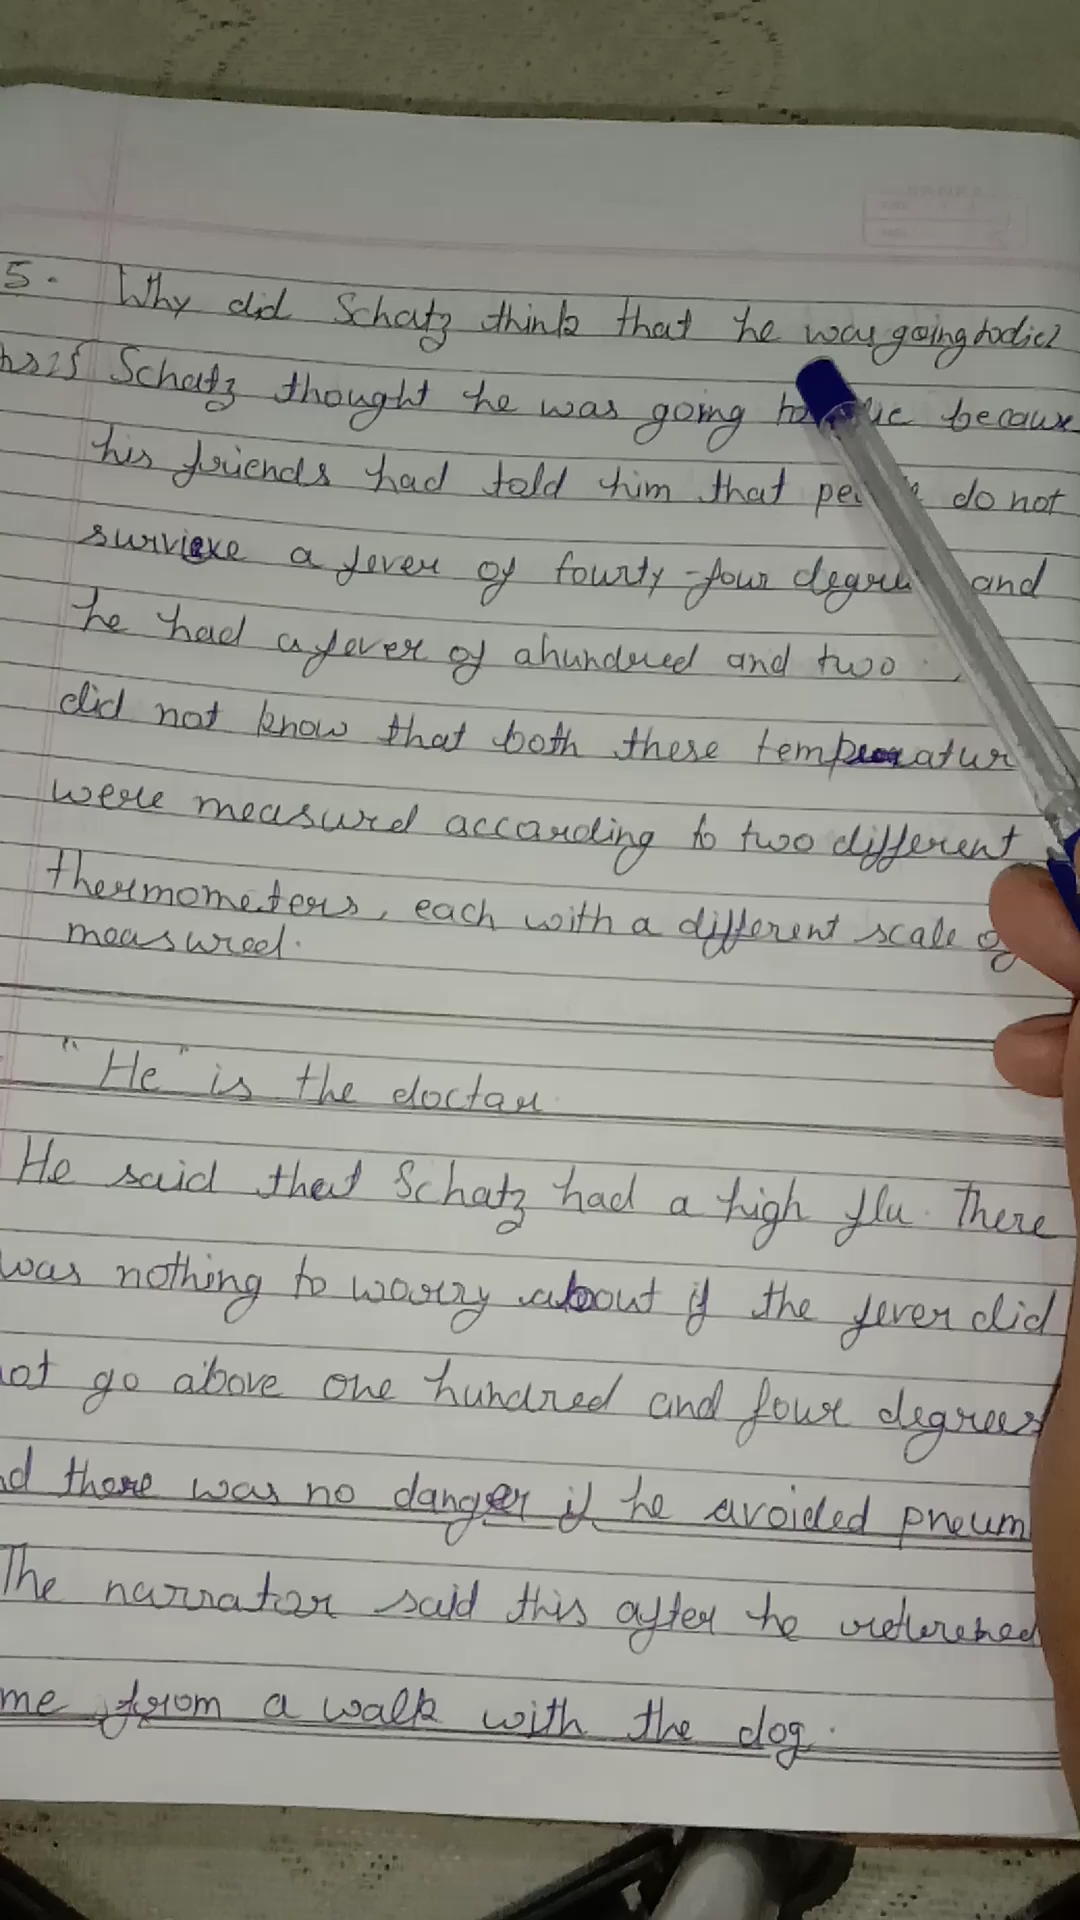 5. Why did Schatz think that he was going to die?
Ans 5 Schatz thought he was going because
his friends had told him that do not
survive a fever of fourty-four and
he had a fever of a hundred and two
did not know that both these
were measurd according to two different
thermometers, each with a different scale of
measured.
"He" is the doctor
He said that Schatz had a high flu. There
was nothing to worry about if the fever did
not go above one hundred and four degrees
there was no danger if he avoided pneum
The narrator said this after he
from a walk with the dog.